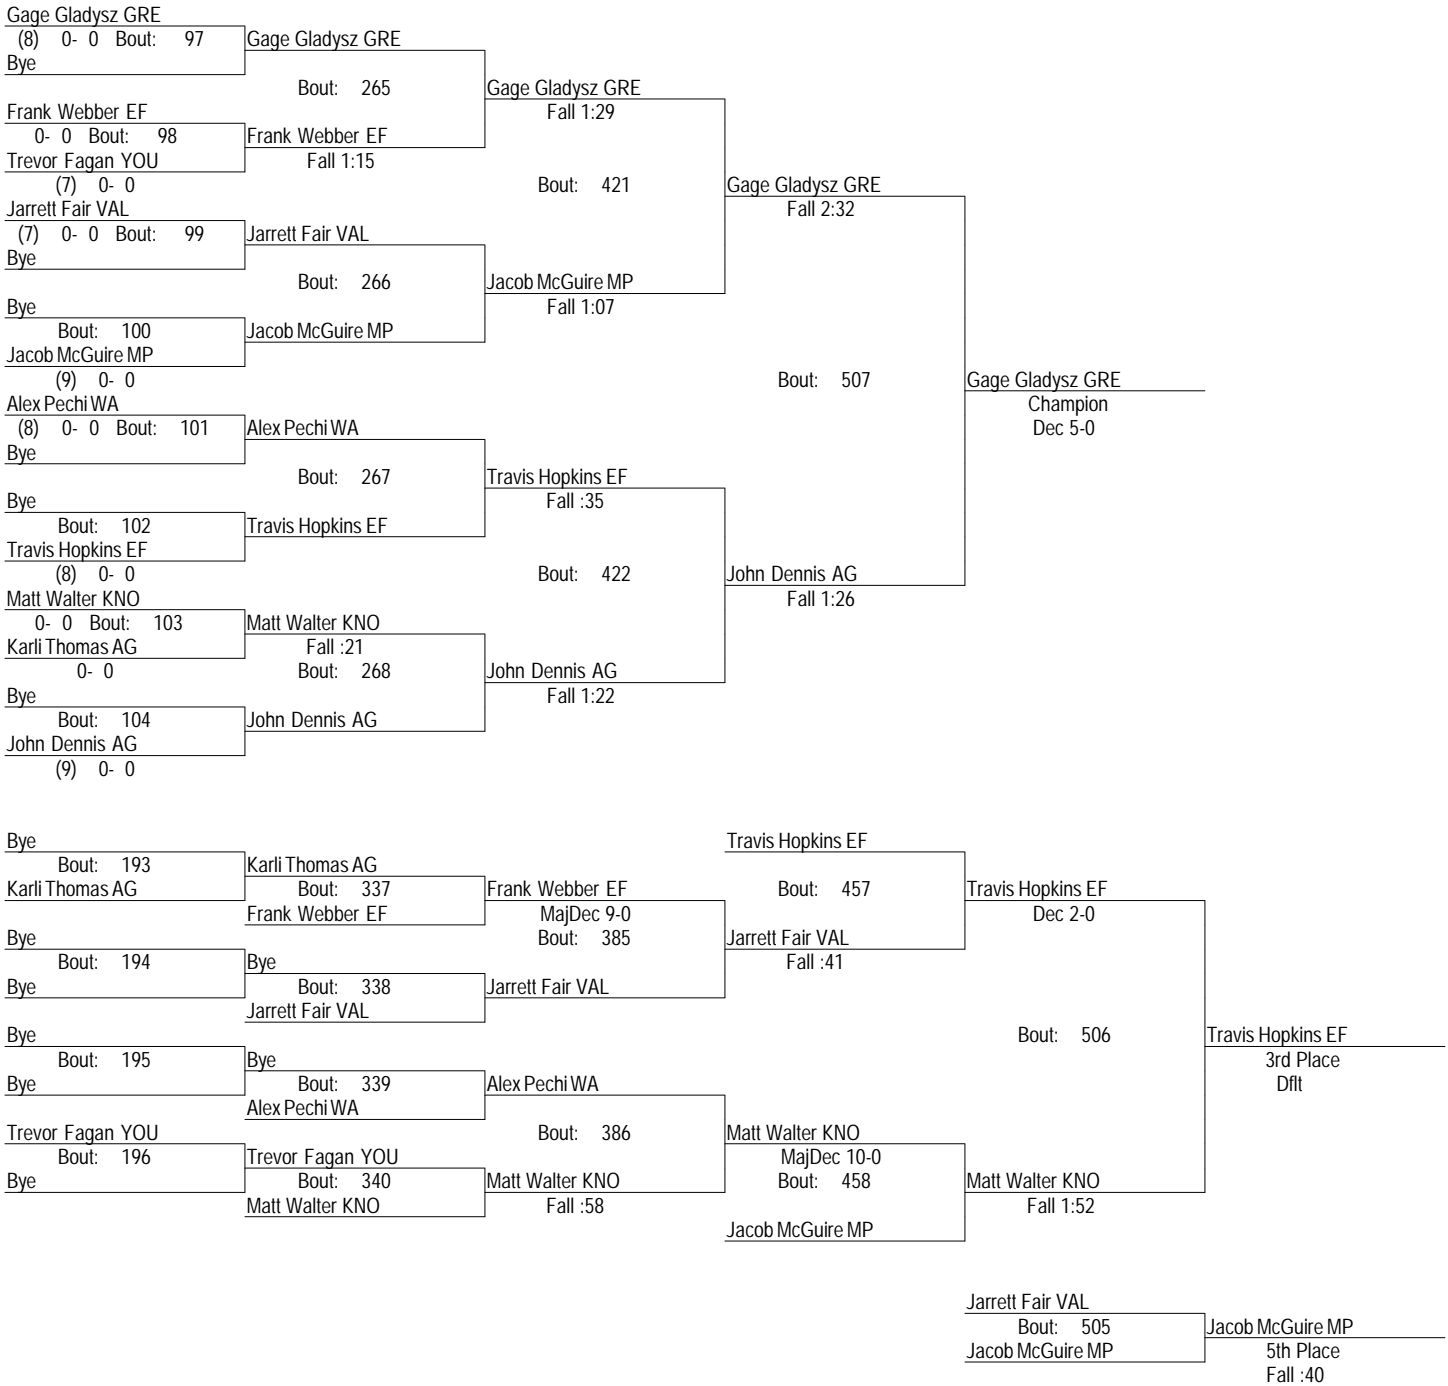 Gage Gladysz GRE
(8) 0- 0 Bout: 97 Gage Gladysz GRE
Bye
Bout: 265 Gage Gladysz GRE
Frank Webber EF Fall 1:29
0- 0 Bout: 98 Frank Webber EF
Trevor Fagan YOU Fall 1:15
(7) 0- 0 Bout: 421 Gage Gladysz GRE
Jarrett Fair VAL Fall 2:32
(7) 0- 0 Bout: 99 Jarrett Fair VAL
Bye
Bout: 266 Jacob McGuire MP
Bye Fall 1:07
Bout: 100 Jacob McGuire MP
Jacob McGuire MP
(9) 0- 0 Bout: 507 Gage Gladysz GRE
Alex Pechi WA Champion
(8) 0- 0 Bout: 101 Alex Pechi WA Dec 5-0
Bye
Bout: 267 Travis Hopkins EF
Bye Fall :35
Bout: 102 Travis Hopkins EF
Travis Hopkins EF
(8) 0- 0 Bout: 422 John Dennis AG
Matt Walter KNO Fall 1:26
0- 0 Bout: 103 Matt Walter KNO
Karli Thomas AG Fall :21
0- 0 Bout: 268 John Dennis AG
Bye Fall 1:22
Bout: 104 John Dennis AG
John Dennis AG
(9) 0- 0
Bye Travis Hopkins EF
Bout: 193 Karli Thomas AG
Karli Thomas AG Bout: 337 Frank Webber EF Bout: 457 Travis Hopkins EF
Frank Webber EF MajDec 9-0 Dec 2-0
Bye Bout: 385 Jarrett Fair VAL
Bout: 194 Bye Fall :41
Bye Bout: 338 Jarrett Fair VAL
Jarrett Fair VAL
Bye Bout: 506 Travis Hopkins EF
Bout: 195 Bye 3rd Place
Bye Bout: 339 Alex Pechi WA Dflt
Alex Pechi WA
Trevor Fagan YOU Bout: 386 Matt Walter KNO
Bout: 196 Trevor Fagan YOU MajDec 10-0
Bye Bout: 340 Matt Walter KNO Bout: 458 Matt Walter KNO
Matt Walter KNO Fall :58 Fall 1:52
Jacob McGuire MP
Jarrett Fair VAL
Bout: 505 Jacob McGuire MP
Jacob McGuire MP 5th Place
Fall :40